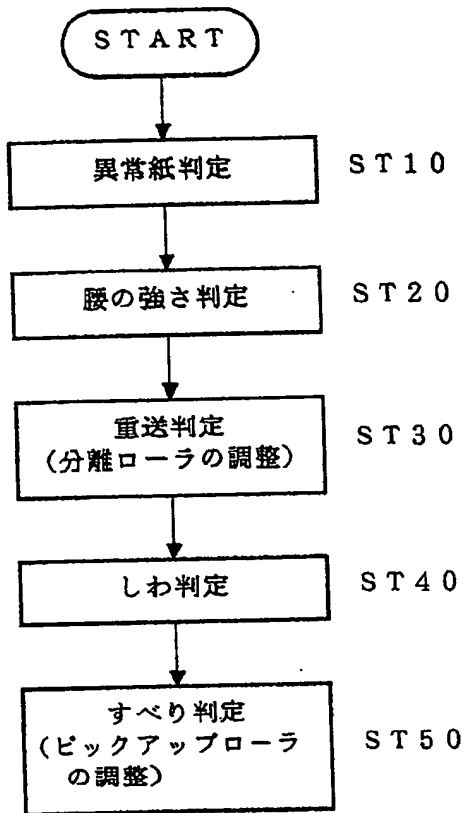 START
異常紙判定 ST10
腰の強さ判定 ST20
重送判定
(分離ローラの調整) ST30
しわ判定 ST40
すべり判定
(ピックアップローラ
の調整) ST50